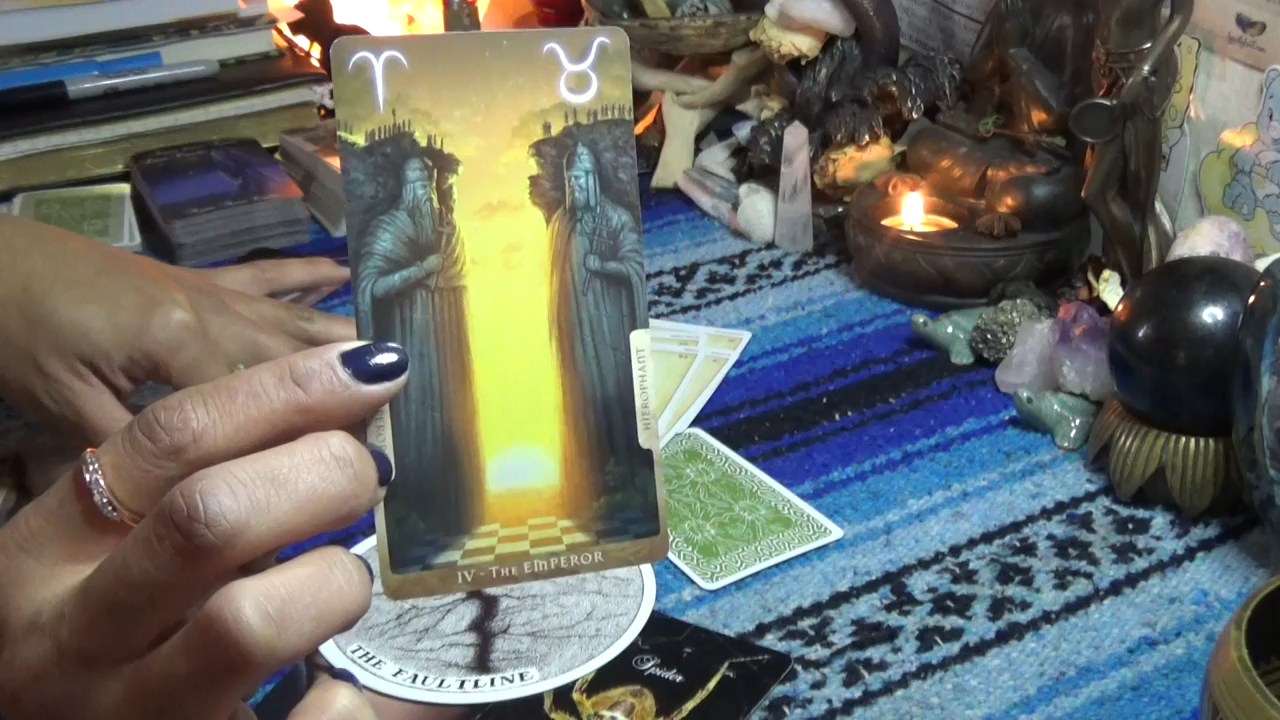 HIEROPHANT
IV - THE EMPEROR
THE FAULTLINE
Spider